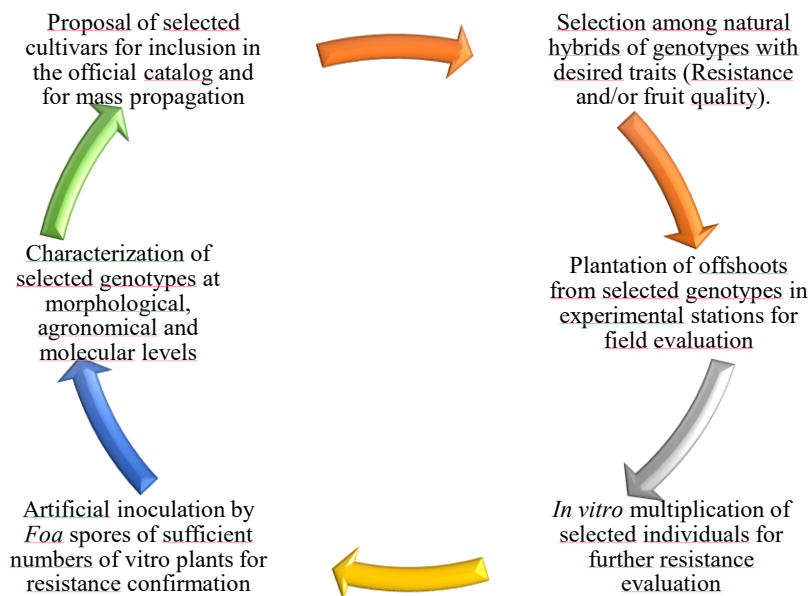 Proposal of selected
cultivars for inclusion in
the official catalog and
for mass propagation
Selection among natural
hybrids of genotypes with
desired traits (Resistance
and/or fruit quality).
Plantation of offshoots
from selected genotypes in
experimental stations for
field evaluation
In vitro multiplication of
selected individuals for
further resistance
evaluation
Artificial inoculation by
Foa spores of sufficient
numbers of vitro plants for
resistance confirmation
Characterization of
selected genotypes at
morphological,
agronomical and
molecular levels